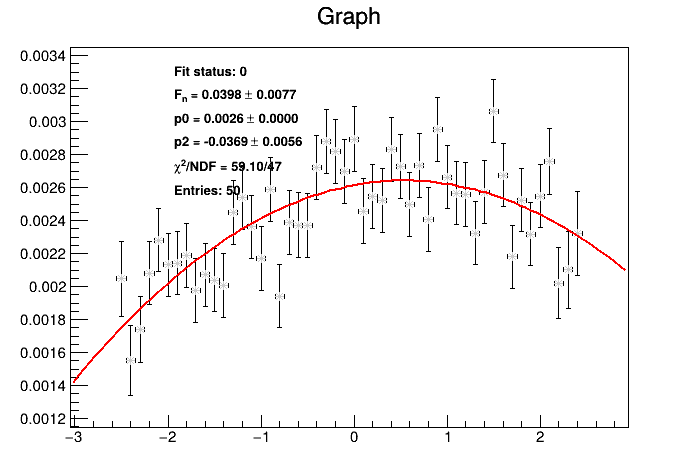 Graph
0.0034
0.0032
0.003
0.0028
0.0026
0.0024
0.0022
0.002
0.0018
0.0016
0.0014
0.0012
Fit status: 0
Fn = 0.0398 ± 0.0077
p0 = 0.0026 ± 0.0000
p2 = -0.0369 ± 0.0056
χ²/NDF = 59.10/47
Entries: 50
−3 −2 −1 0 1 2